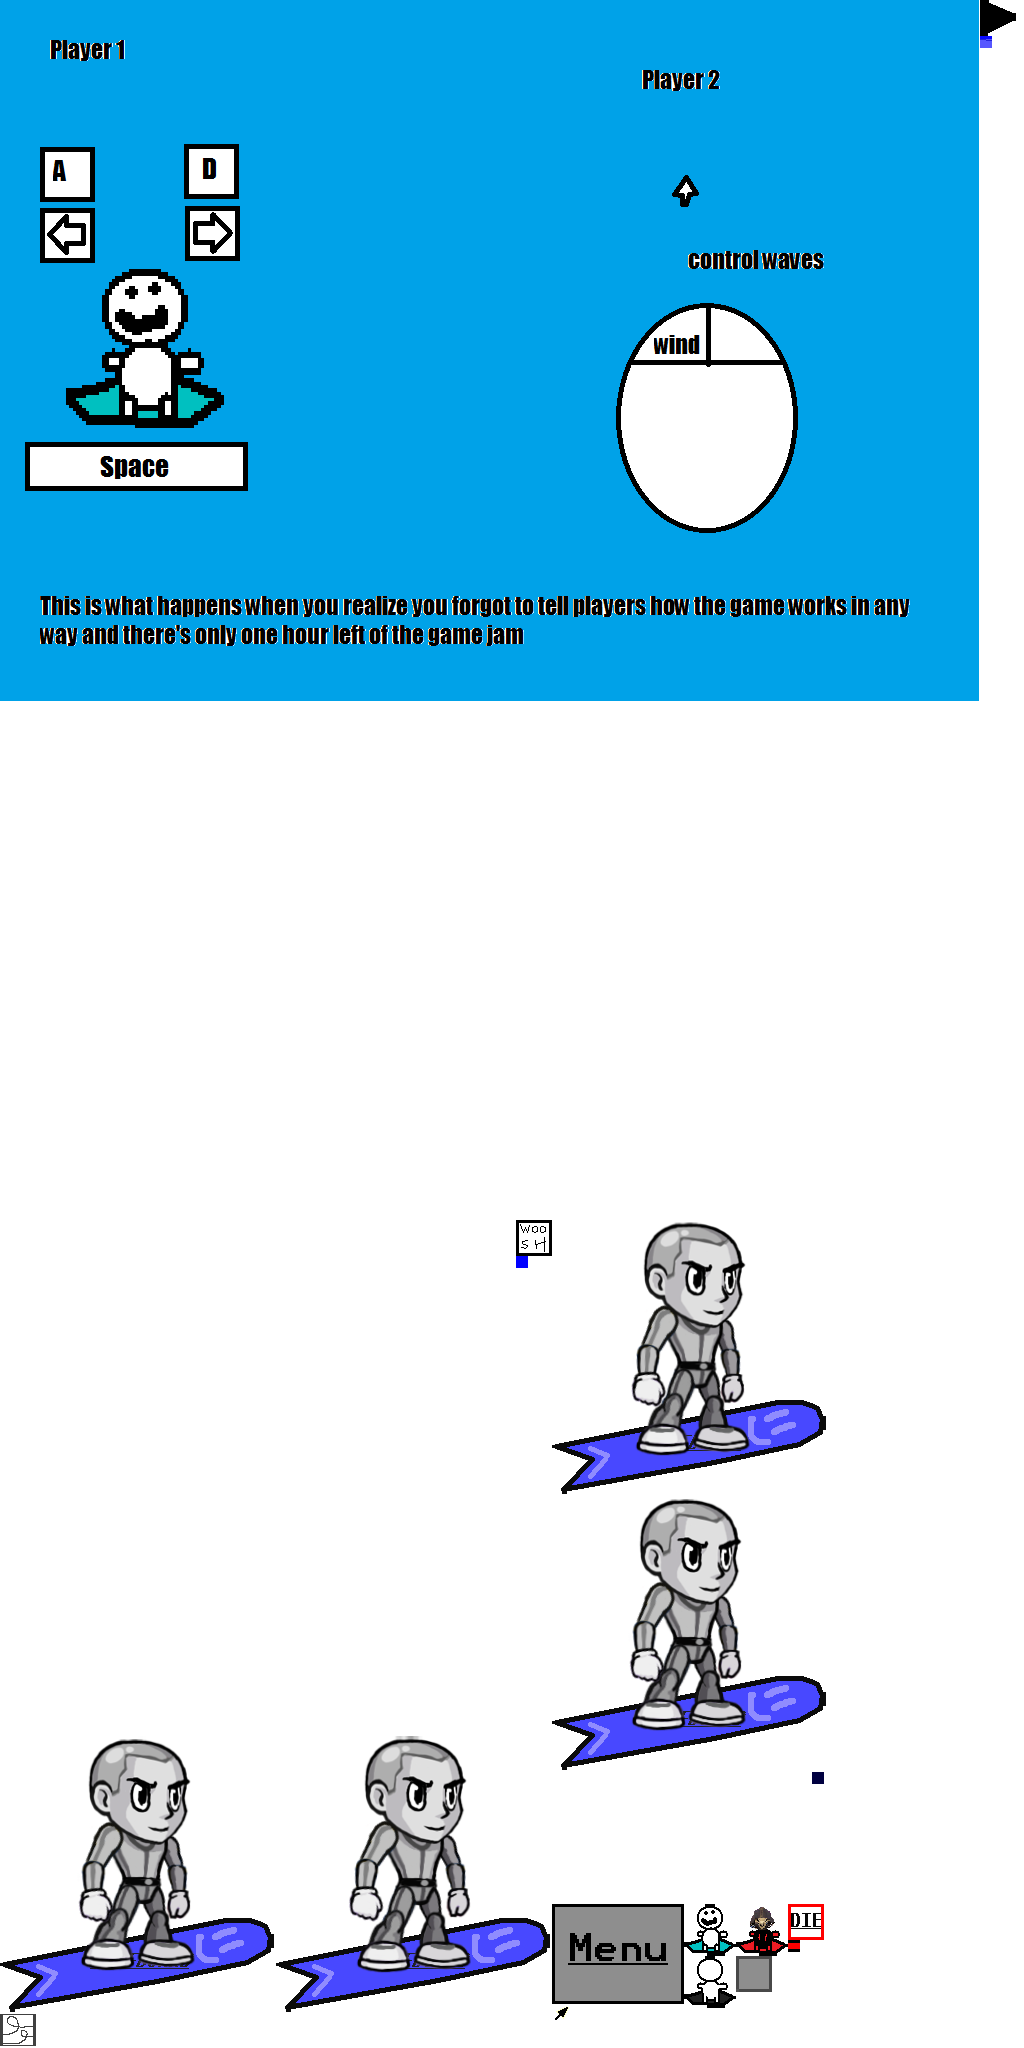 Player 1
Player 2
A
D
control waves
wind
Space
This is what happens when you realize you forgot to tell players how the game works in any
way and there's only one hour left of the game jam
Woo
SH
Menu
DIE